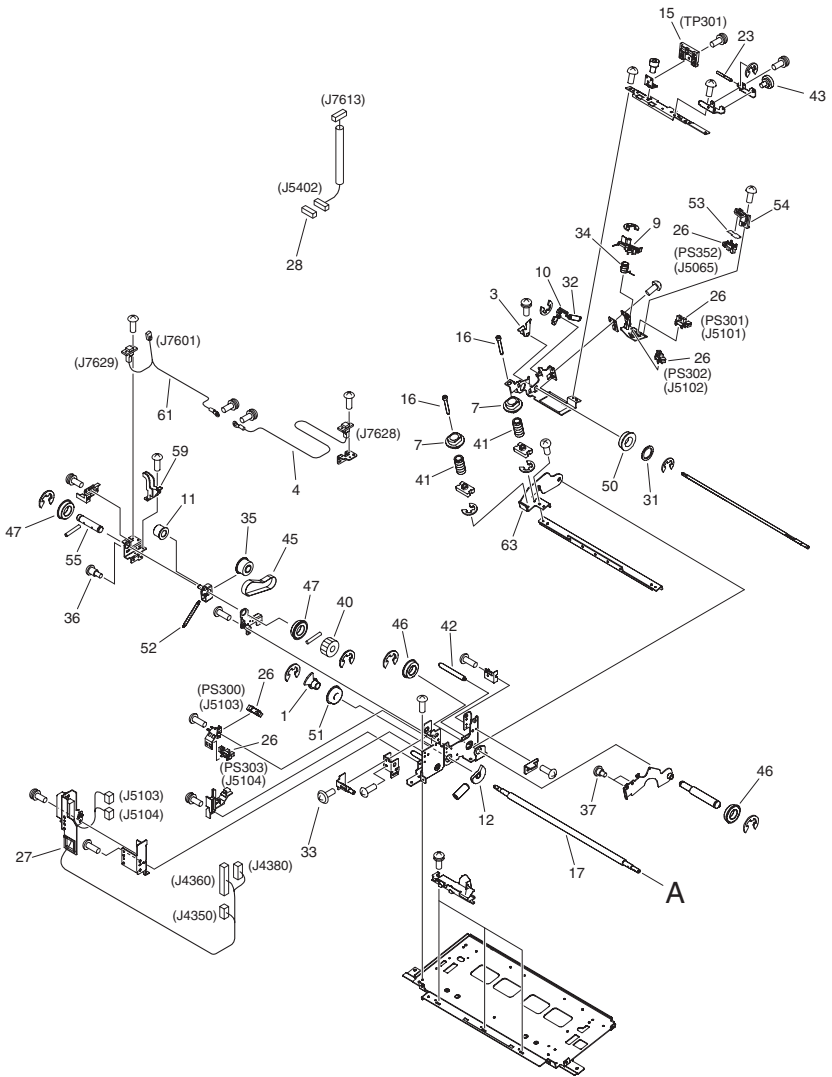 15
(TP301)
23
43
(J7613)
(J5402)
28
53
54
9
26
34
(PS352)
(J5065)
10
32
3
26
(PS301)
(J5101)
16
26
(PS302)
(J5102)
(J7601)
(J7629)
61
16
7
(J7628)
7
41
4
59
41
50
31
11
47
35
63
45
55
36
47
40
46
42
52
26
(PS300)
(J5103)
1
51
26
(PS303)
(J5104)
46
37
12
(J5103)
(J5104)
33
27
17
(J4380)
(J4360)
A
(J4350)